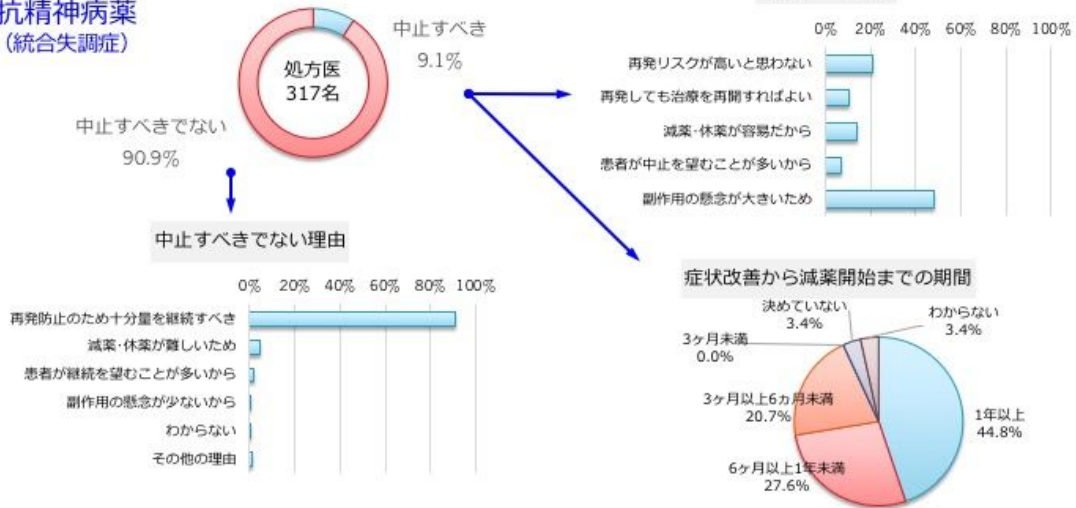 抗精神病薬
（統合失調症）
処方医
317名
中止すべき
9.1%
中止すべきでない
90.9%
0% 20% 40% 60% 80% 100%
再発リスクが高いと思わない
再発しても治療を再開すればよい
減薬・休薬が容易だから
患者が中止を望むことが多いから
副作用の懸念が大きいため
中止すべきでない理由
0% 20% 40% 60% 80% 100%
再発防止のため十分量を継続すべき
減薬・休薬が難しいため
患者が継続を望むことが多いから
副作用の懸念が少ないから
わからない
その他の理由
症状改善から減薬開始までの期間
決めていない
3.4%
わからない
3.4%
3ヶ月未満
0.0%
3ヶ月以上6ヵ月未満
20.7%
1年以上
44.8%
6ヶ月以上1年未満
27.6%